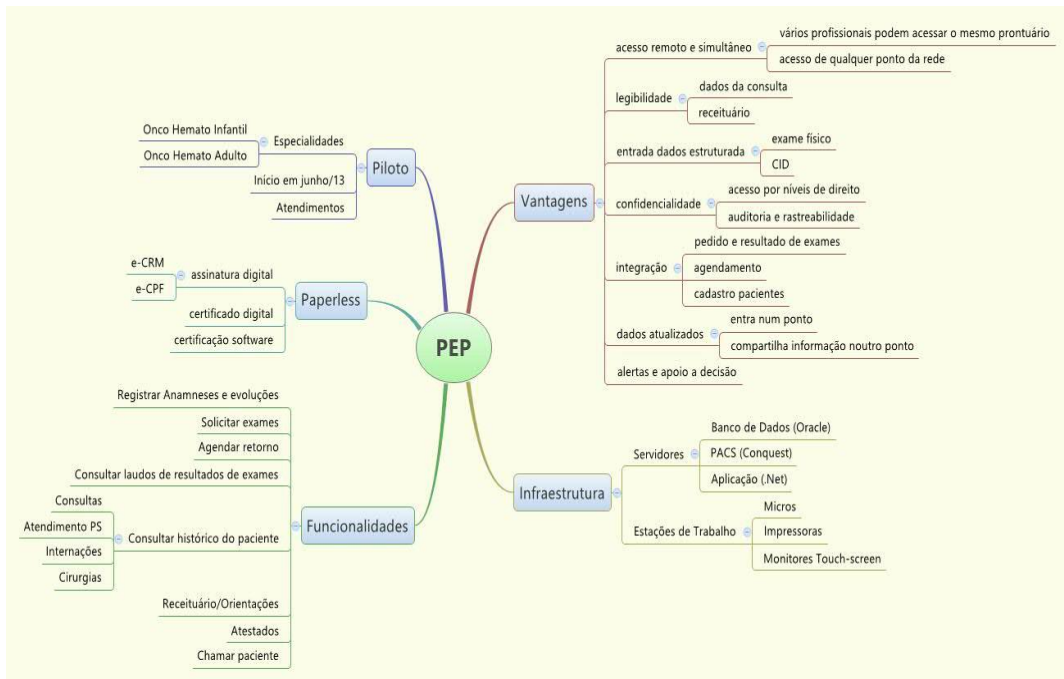 PEP
Piloto
Especialidades
Onco Hemato Infantil
Onco Hemato Adulto
Início em junho/13
Atendimentos
Paperless
assinatura digital
e-CRM
e-CPF
certificado digital
certificação software
Funcionalidades
Registrar Anamneses e evoluções
Solicitar exames
Agendar retorno
Consultar laudos de resultados de exames
Consultar histórico do paciente
Consultas
Atendimento PS
Internações
Cirurgias
Receituário/Orientações
Atestados
Chamar paciente
Vantagens
acesso remoto e simultâneo
vários profissionais podem acessar o mesmo prontuário
acesso de qualquer ponto da rede
legibilidade
dados da consulta
receituário
entrada dados estruturada
exame físico
CID
confidencialidade
acesso por níveis de direito
auditoria e rastreabilidade
integração
pedido e resultado de exames
agendamento
cadastro pacientes
dados atualizados
entra num ponto
compartilha informação noutro ponto
alertas e apoio a decisão
Infraestrutura
Servidores
Banco de Dados (Oracle)
PACS (Conquest)
Aplicação (.Net)
Estações de Trabalho
Micros
Impressoras
Monitores Touch-screen